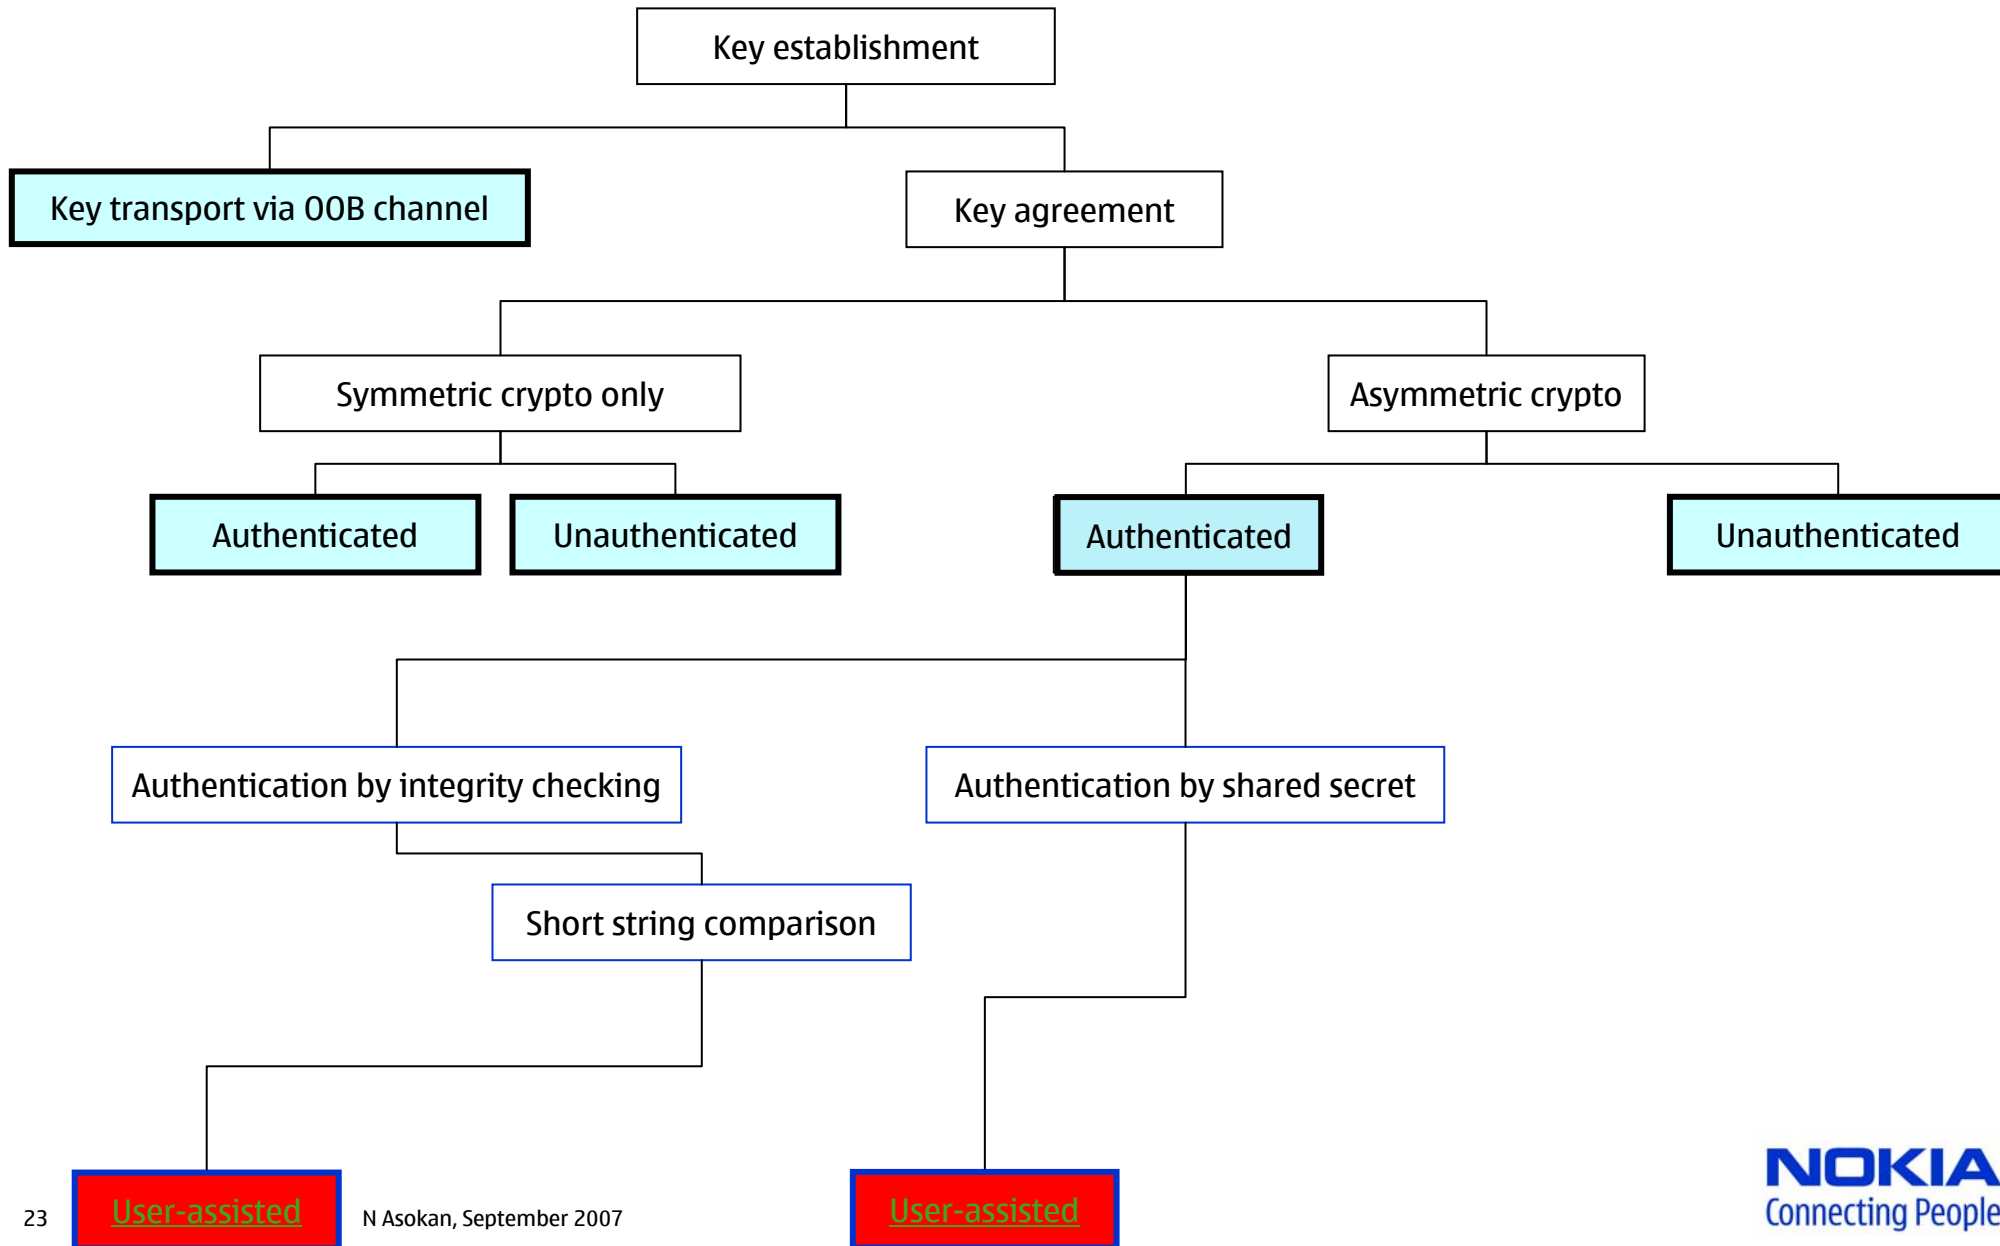 Key establishment
Key transport via OOB channel
Key agreement
Symmetric crypto only
Asymmetric crypto
Authenticated
Unauthenticated
Authenticated
Unauthenticated
Authentication by integrity checking
Authentication by shared secret
Short string comparison
User-assisted
User-assisted
23
N Asokan, September 2007
NOKIA
Connecting People